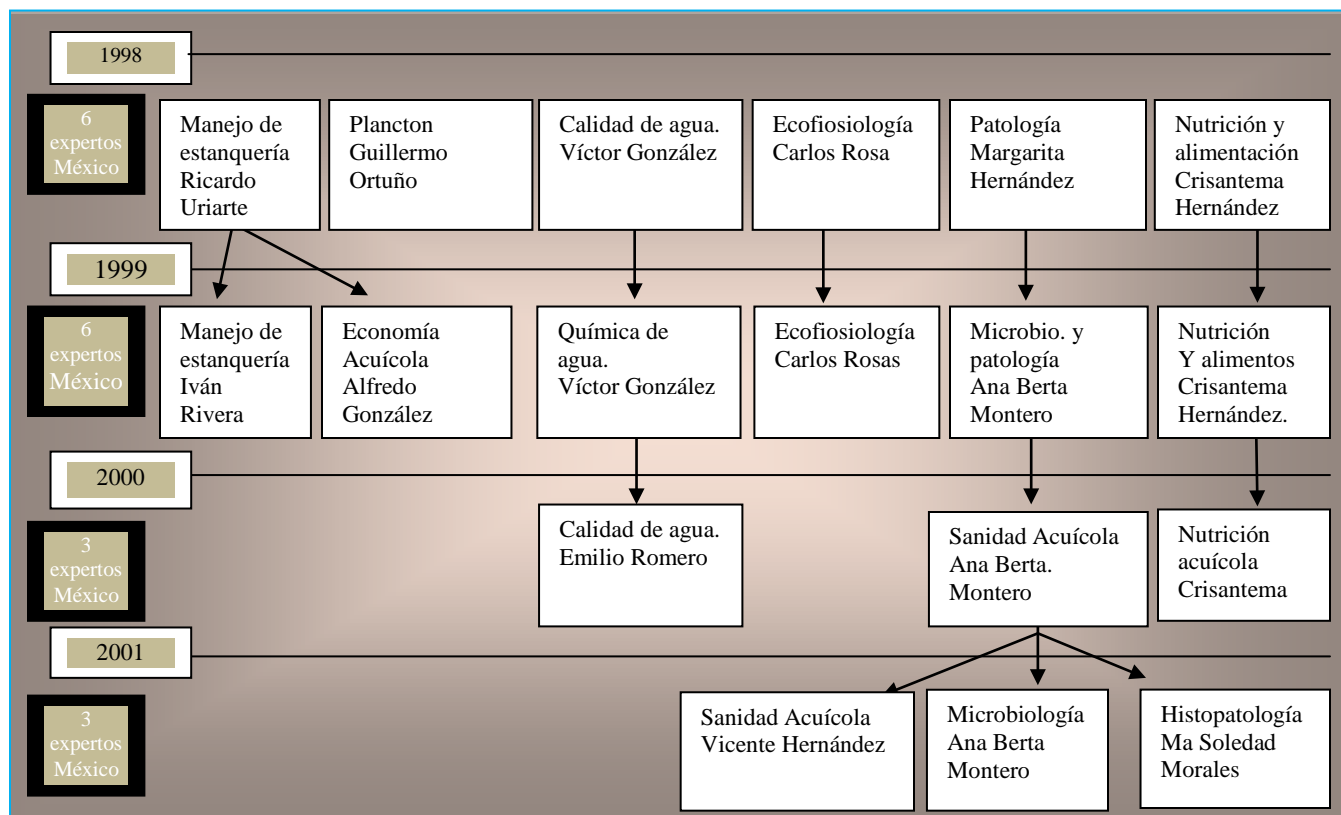 1998
6
expertos
México
Manejo de
estanquería
Ricardo
Uriarte
Plancton
Guillermo
Ortuño
Calidad de agua.
Víctor González
Ecofiosiología
Carlos Rosa
Patología
Margarita
Hernández
Nutrición y
alimentación
Crisantema
Hernández
1999
6
expertos
México
Manejo de
estanquería
Iván
Rivera
Economía
Acuícola
Alfredo
González
Química de
agua.
Víctor González
Ecofiosiología
Carlos Rosas
Microbio. y
patología
Ana Berta
Montero
Nutrición
Y alimentos
Crisantema
Hernández.
2000
3
expertos
México
Calidad de agua.
Emilio Romero
Sanidad Acuícola
Ana Berta.
Montero
Nutrición
acuícola
Crisantema
2001
3
expertos
México
Sanidad Acuícola
Vicente Hernández
Microbiología
Ana Berta
Montero
Histopatología
Ma Soledad
Morales